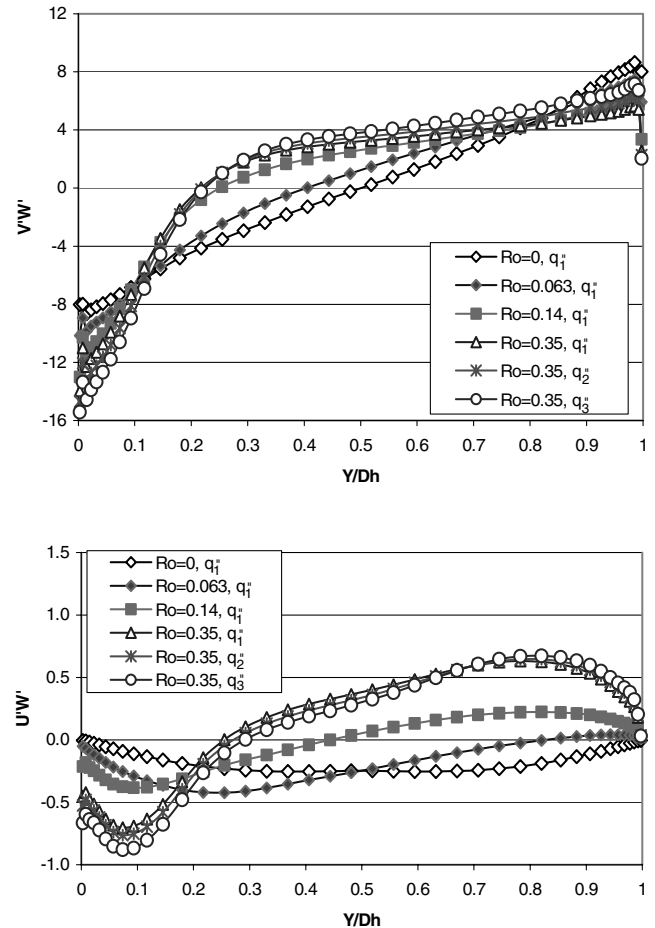 12
8
4
0
-4
-8
-12
-16
V'W'
0 0.1 0.2 0.3 0.4 0.5 0.6 0.7 0.8 0.9 1
Y/Dh
Ro=0, q₁"
Ro=0.063, q₁"
Ro=0.14, q₁"
Ro=0.35, q₁"
Ro=0.35, q₂"
Ro=0.35, q₃"
1.5
1.0
0.5
0.0
-0.5
-1.0
U'W'
0 0.1 0.2 0.3 0.4 0.5 0.6 0.7 0.8 0.9 1
Y/Dh
Ro=0, q₁"
Ro=0.063, q₁"
Ro=0.14, q₁"
Ro=0.35, q₁"
Ro=0.35, q₂"
Ro=0.35, q₃"